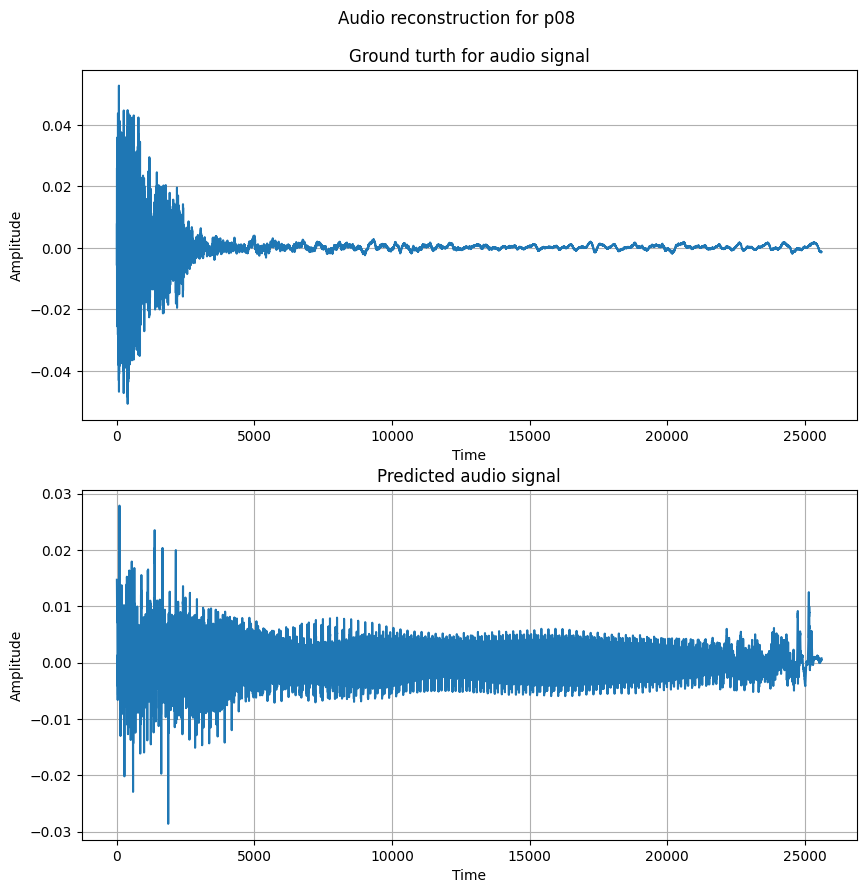 Audio reconstruction for p08
Ground turth for audio signal
Amplitude
0.04
0.02
0.00
−0.02
−0.04
0 5000 10000 15000 20000 25000
Time
Predicted audio signal
Amplitude
0.03
0.02
0.01
0.00
−0.01
−0.02
−0.03
0 5000 10000 15000 20000 25000
Time